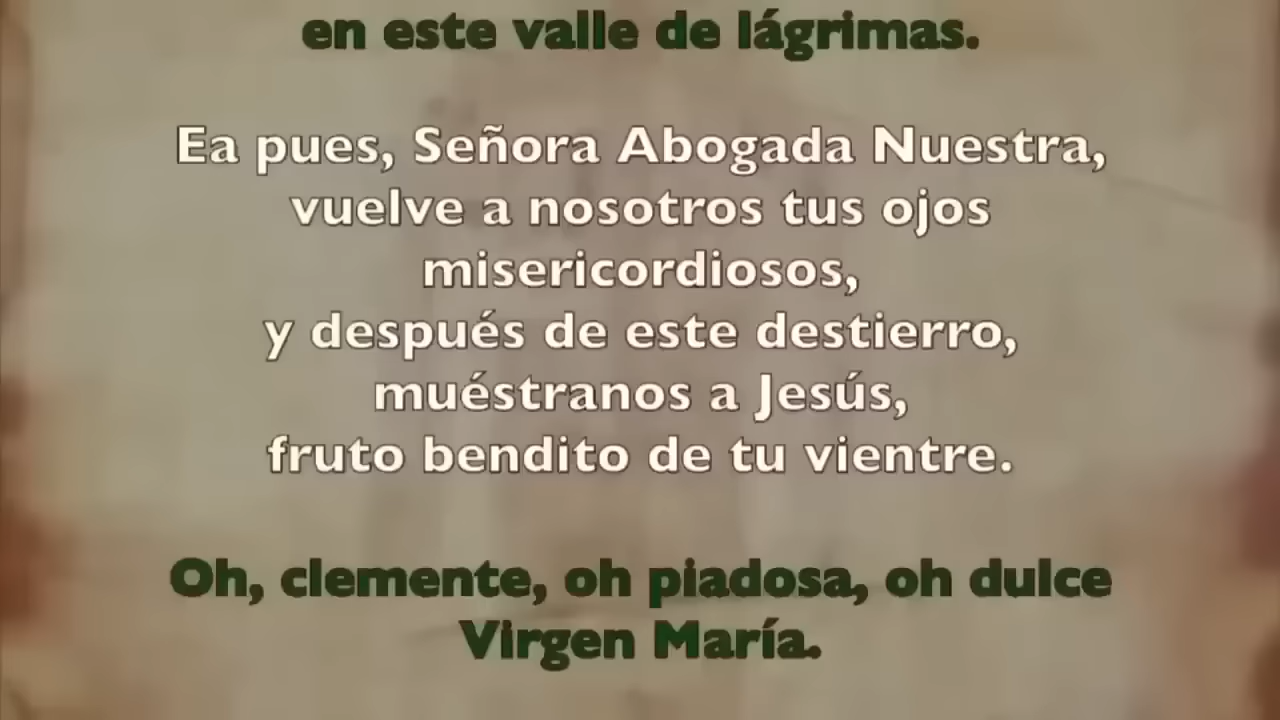 en este valle de lágrimas.
Ea pues, Señora Abogada Nuestra,
vuelve a nosotros tus ojos
misericordiosos,
y después de este destierro,
muéstranos a Jesús,
fruto bendito de tu vientre.
Oh, clemente, oh piadosa, oh dulce
Virgen María.